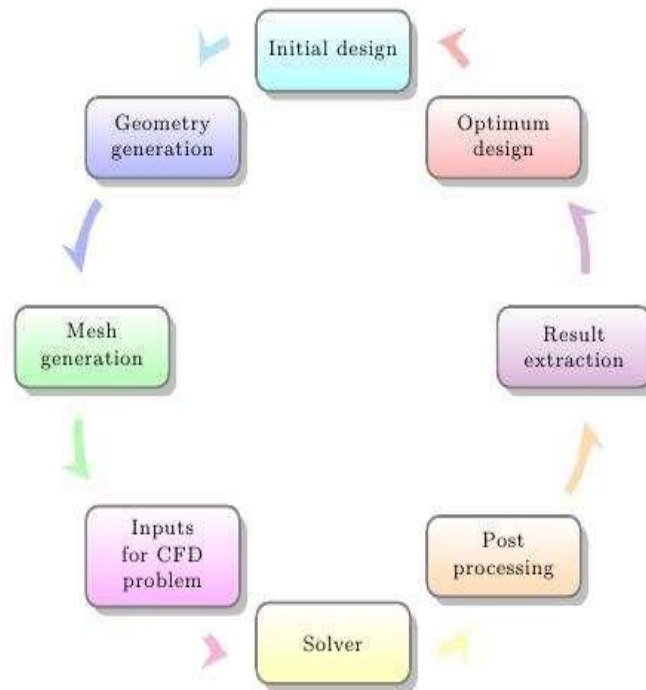 Initial design
Geometry
generation
Mesh
generation
Inputs
for CFD
problem
Solver
Post
processing
Result
extraction
Optimum
design